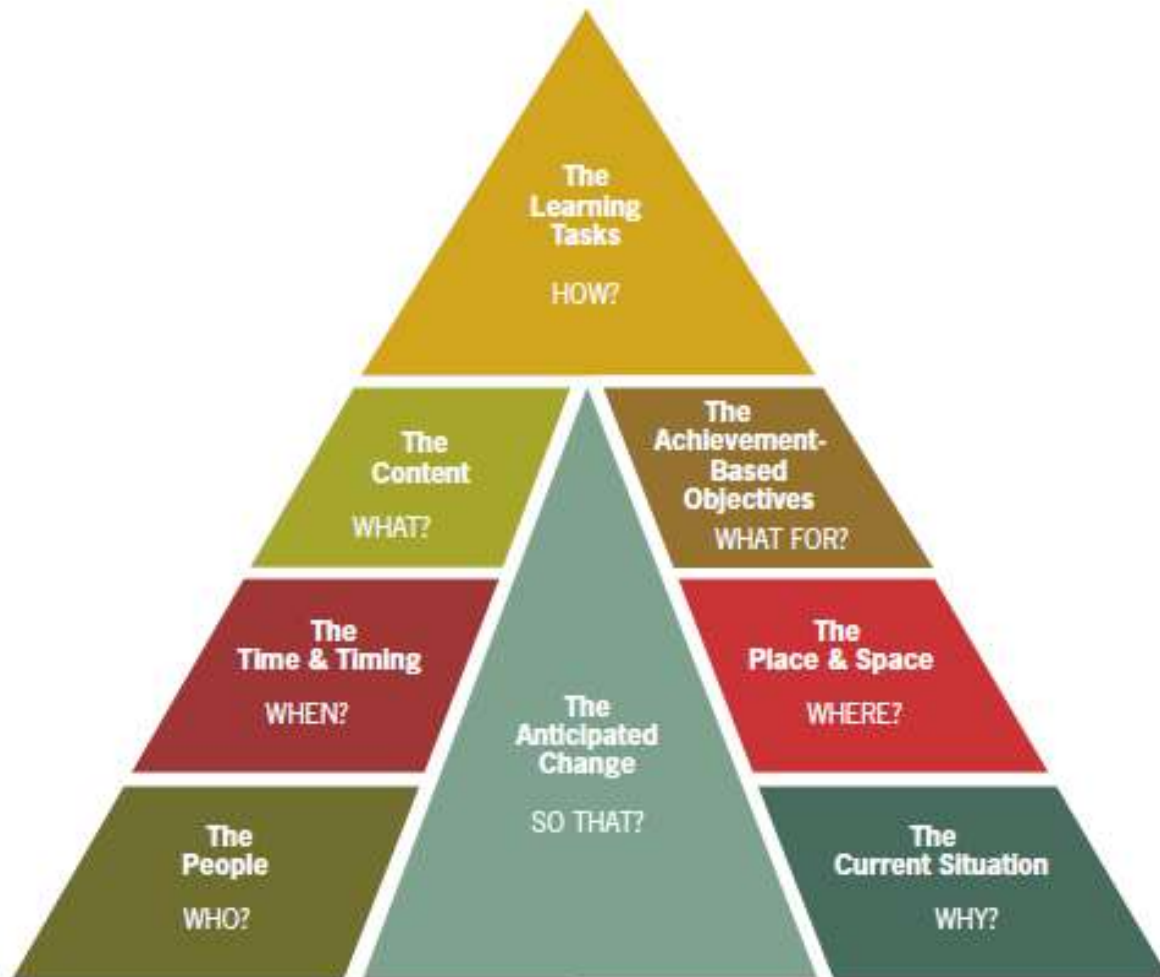 The
Learning
Tasks
HOW?
The
Content
WHAT?
The
Achievement-
Based
Objectives
WHAT FOR?
The
Time & Timing
WHEN?
The
Place & Space
WHERE?
The
Anticipated
Change
SO THAT?
The
People
WHO?
The
Current Situation
WHY?